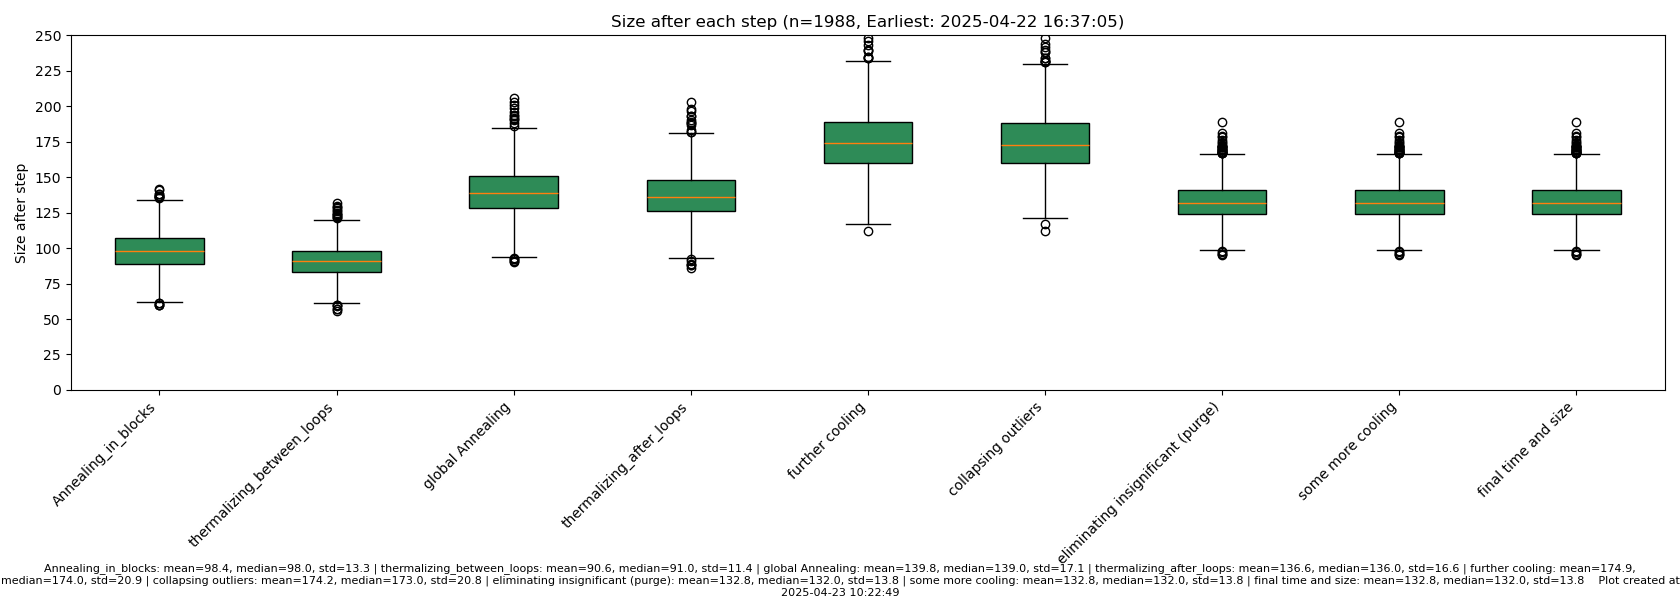 Size after each step (n=1988, Earliest: 2025-04-22 16:37:05)
Size after step
250
225
200
175
150
125
100
75
50
25
0
Annealing_in_blocks
thermalizing_between_loops
global Annealing
thermalizing_after_loops
further cooling
collapsing outliers
eliminating insignificant (purge)
some more cooling
final time and size
Annealing_in_blocks: mean=98.4, median=98.0, std=13.3 | thermalizing_between_loops: mean=90.6, median=91.0, std=11.4 | global Annealing: mean=139.8, median=139.0, std=17.1 | thermalizing_after_loops: mean=136.6, median=136.0, std=16.6 | further cooling: mean=174.9,
median=174.0, std=20.9 | collapsing outliers: mean=174.2, median=173.0, std=20.8 | eliminating insignificant (purge): mean=132.8, median=132.0, std=13.8 | some more cooling: mean=132.8, median=132.0, std=13.8 | final time and size: mean=132.8, median=132.0, std=13.8 Plot created at
2025-04-23 10:22:49